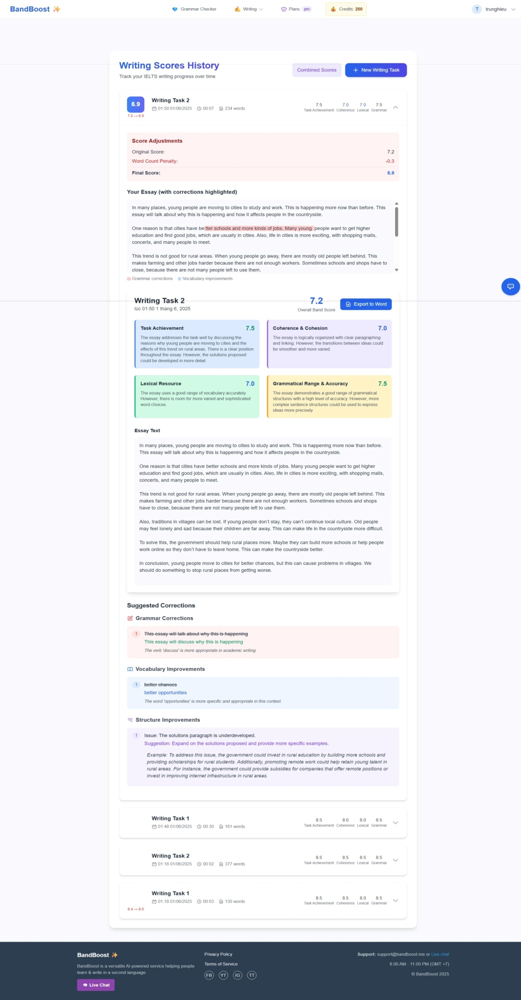 BandBoost ✨
Grammar Checker
Writing
Plans pro
Credits: 200
T trunghieu
Writing Scores History
Track your IELTS writing progress over time
Combined Scores
+ New Writing Task
6.9
7.2 → 6.9
Writing Task 2
01:50 01/06/2025 00:07 234 words
7.5 7.0 7.0 7.5
Task Achievement Coherence Lexical Grammar
Score Adjustments
Original Score: 7.2
Word Count Penalty: -0.3
Final Score: 6.9
Your Essay (with corrections highlighted)
In many places, young people are moving to cities to study and work. This is happening more now than before. This
essay will talk about why this is happening and how it affects people in the countryside.
One reason is that cities have better schools and more kinds of jobs. Many young people want to get higher
education and find good jobs, which are usually in cities. Also, life in cities is more exciting, with shopping malls,
concerts, and many people to meet.
This trend is not good for rural areas. When young people go away, there are mostly old people left behind. This
makes farming and other jobs harder because there are not enough workers. Sometimes schools and shops have to
close, because there are not many people left to use them.
Grammar corrections Vocabulary improvements
Writing Task 2
lúc 01:50 1 tháng 6, 2025
7.2
Overall Band Score
Export to Word
Task Achievement 7.5
The essay addresses the task well by discussing the
reasons why young people are moving to cities and the
effects of this trend on rural areas. There is a clear position
throughout the essay. However, the solutions proposed
could be developed in more detail.
Coherence & Cohesion 7.0
The essay is logically organized with clear paragraphing
and linking. However, the transitions between ideas could
be smoother and more varied.
Lexical Resource 7.0
The essay uses a good range of vocabulary accurately.
However, there is room for more varied and sophisticated
word choices.
Grammatical Range & Accuracy 7.5
The essay demonstrates a good range of grammatical
structures with a high level of accuracy. However, more
complex sentence structures could be used to express
ideas more precisely.
Essay Text
In many places, young people are moving to cities to study and work. This is happening more now than before.
This essay will talk about why this is happening and how it affects people in the countryside.
One reason is that cities have better schools and more kinds of jobs. Many young people want to get higher
education and find good jobs, which are usually in cities. Also, life in cities is more exciting, with shopping malls,
concerts, and many people to meet.
This trend is not good for rural areas. When young people go away, there are mostly old people left behind. This
makes farming and other jobs harder because there are not enough workers. Sometimes schools and shops
have to close, because there are not many people left to use them.
Also, traditions in villages can be lost. If young people don't stay, they can't continue local culture. Old people
may feel lonely and sad because their children are far away. This can make life in the countryside more difficult.
To solve this, the government should help rural places more. Maybe they can build more schools or help people
work online so they don't have to leave home. This can make the countryside better.
In conclusion, young people move to cities for better chances, but this can cause problems in villages. We
should do something to stop rural places from getting worse.
Suggested Corrections
Grammar Corrections
1 This essay will talk about why this is happening
This essay will discuss why this is happening
The verb 'discuss' is more appropriate in academic writing.
Vocabulary Improvements
1 better chances
better opportunities
The word 'opportunities' is more specific and appropriate in this context.
Structure Improvements
1 Issue: The solutions paragraph is underdeveloped.
Suggestion: Expand on the solutions proposed and provide more specific examples.
Example: To address this issue, the government could invest in rural education by building more schools and
providing scholarships for rural students. Additionally, promoting remote work could help retain young talent in
rural areas. For instance, the government could provide subsidies for companies that offer remote positions or
invest in improving internet infrastructure in rural areas.
Writing Task 1
01:48 01/06/2025 00:30 161 words
8.5 8.0 8.0 8.5
Task Achievement Coherence Lexical Grammar
Writing Task 2
01:18 01/06/2025 00:02 377 words
8.5 8.5 8.5 8.5
Task Achievement Coherence Lexical Grammar
Writing Task 1
01:18 01/06/2025 00:03 130 words
8.4 → 8.0
8.5 8.5 8.0 8.5
Task Achievement Coherence Lexical Grammar
BandBoost ✨
BandBoost is a versatile AI-powered service helping people
learn & write in a second language.
Live Chat
Privacy Policy
Terms of Service
FB YT IG TT
Support: support@bandboost.me or Live chat
8:00 AM - 11:00 PM (GMT +7)
© BandBoost 2025